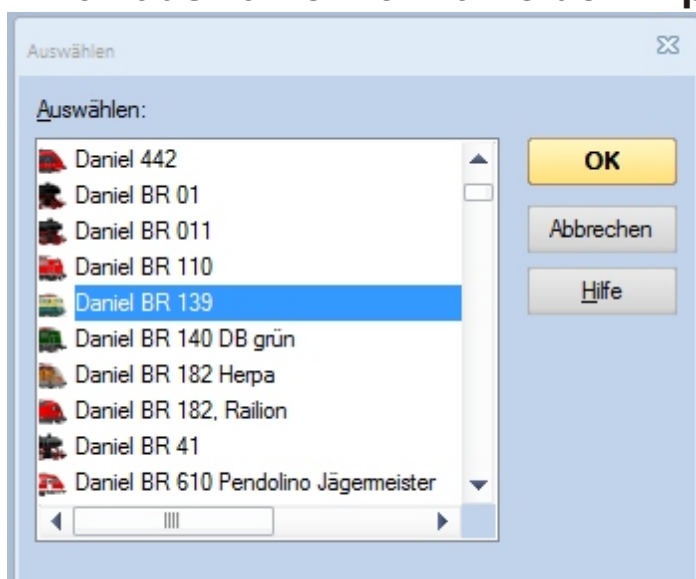 Auswählen
Auswählen:
Daniel 442
Daniel BR 01
Daniel BR 011
Daniel BR 110
Daniel BR 139
Daniel BR 140 DB grün
Daniel BR 182 Herpa
Daniel BR 182, Railion
Daniel BR 41
Daniel BR 610 Pendolino Jägermeister
OK
Abbrechen
Hilfe